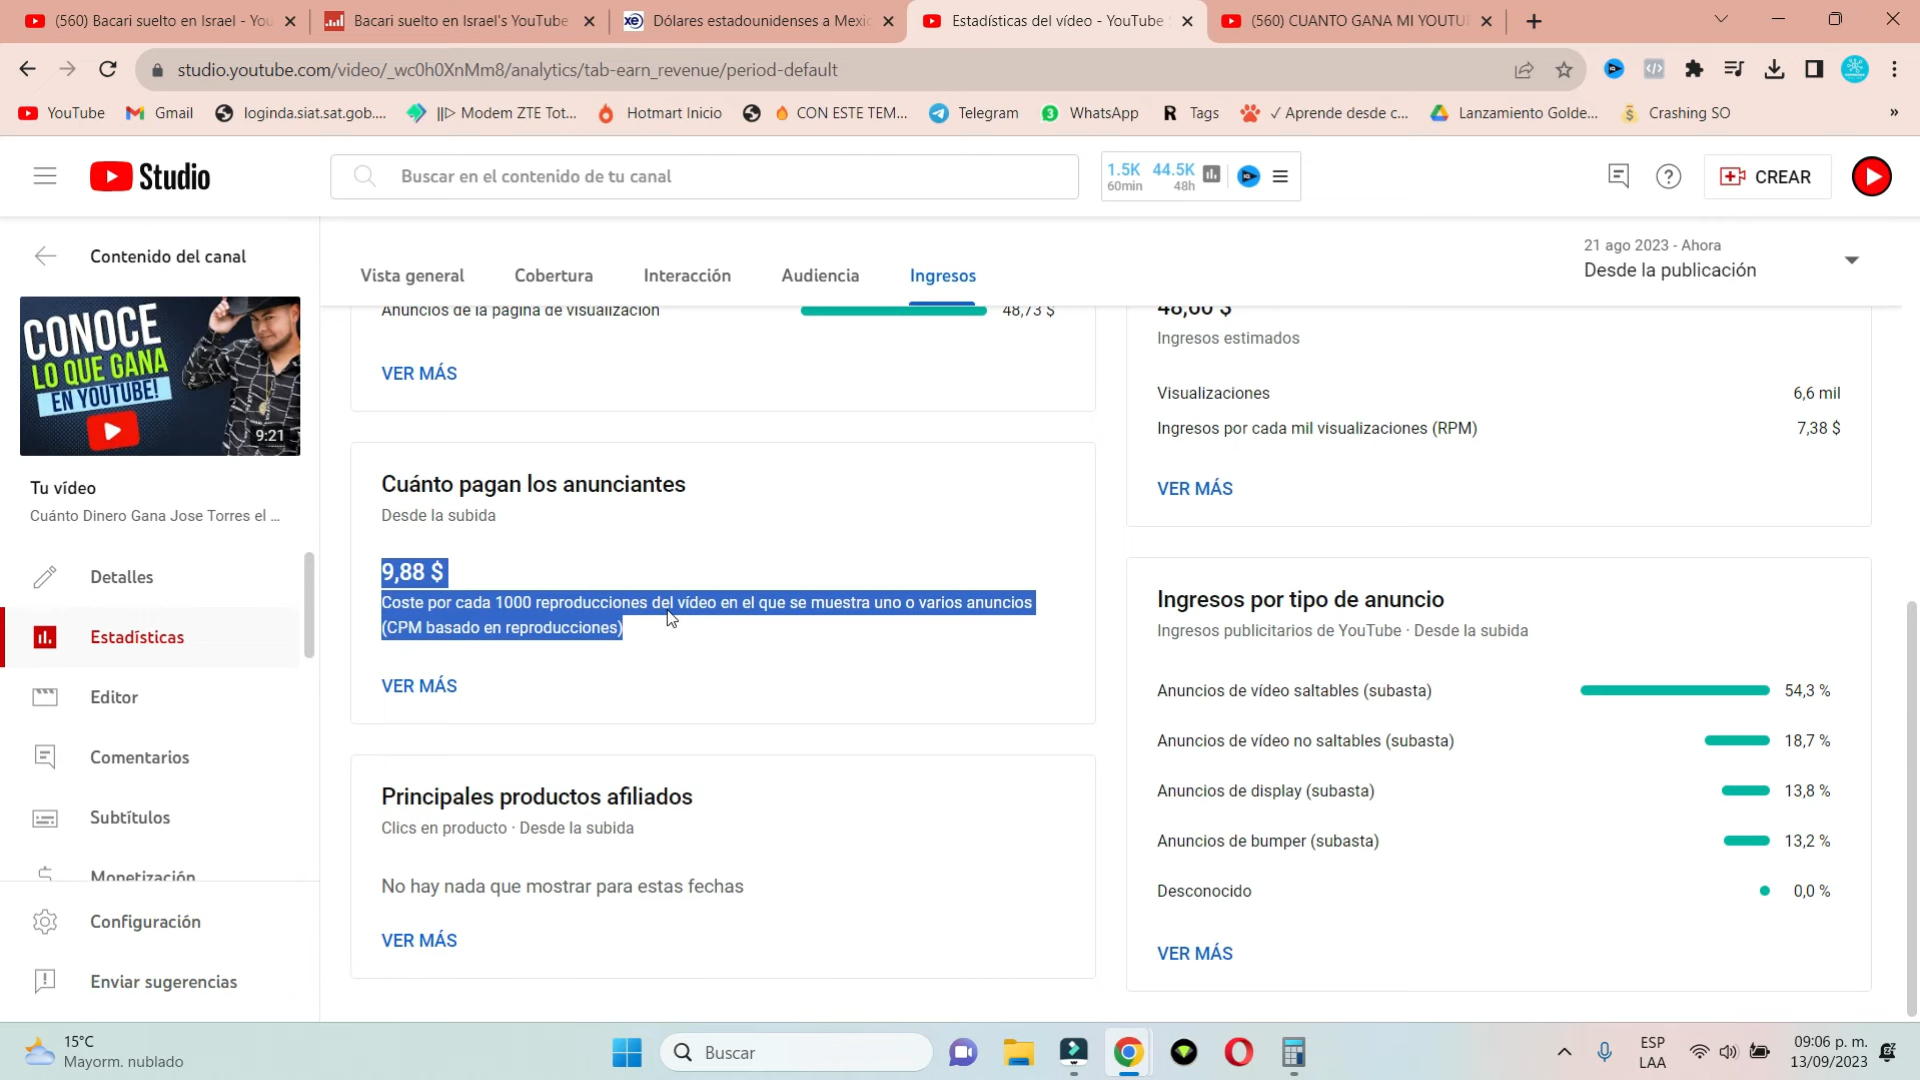 (560) Bacari suelto en Israel - You
Bacari suelto en Israel's YouTube
Dólares estadounidenses a Mexic
Estadísticas del vídeo - YouTube S
(560) CUANTO GANA MI YOUTU
studio.youtube.com/video/_wc0h0XnMm8/analytics/tab-earn_revenue/period-default
YouTube
Gmail
loginda.siat.sat.gob....
||▷ Modem ZTE Tot...
Hotmart Inicio
CON ESTE TEM...
Telegram
WhatsApp
Tags
✓ Aprende desde c...
Lanzamiento Golde...
Crashing SO
»
Studio
Buscar en el contenido de tu canal
1.5K 44.5K
60min 48h
CREAR
Contenido del canal
Vista general
Cobertura
Interacción
Audiencia
Ingresos
21 ago 2023 - Ahora
Desde la publicación
CONOCE
LO QUE GANA
EN YOUTUBE!
9:21
Tu vídeo
Cuánto Dinero Gana Jose Torres el ...
Detalles
Estadísticas
Editor
Comentarios
Subtítulos
Monetización
Configuración
Enviar sugerencias
Anuncios de la página de visualización 48,73 $
VER MÁS
Cuánto pagan los anunciantes
Desde la subida
9,88 $
Coste por cada 1000 reproducciones del vídeo en el que se muestra uno o varios anuncios
(CPM basado en reproducciones)
VER MÁS
Principales productos afiliados
Clics en producto · Desde la subida
No hay nada que mostrar para estas fechas
VER MÁS
48,60 $
Ingresos estimados
Visualizaciones 6,6 mil
Ingresos por cada mil visualizaciones (RPM) 7,38 $
VER MÁS
Ingresos por tipo de anuncio
Ingresos publicitarios de YouTube · Desde la subida
Anuncios de vídeo saltables (subasta) 54,3 %
Anuncios de vídeo no saltables (subasta) 18,7 %
Anuncios de display (subasta) 13,8 %
Anuncios de bumper (subasta) 13,2 %
Desconocido 0,0 %
VER MÁS
15°C
Mayorm. nublado
Buscar
ESP
LAA
09:06 p. m.
13/09/2023